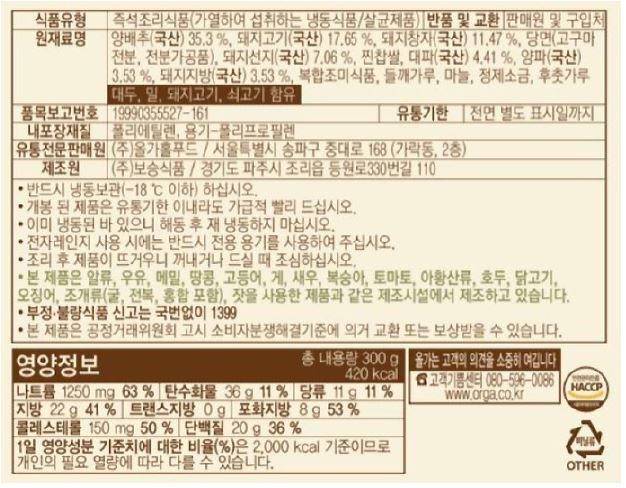 식품유형 즉석조리식품(가열하여 섭취하는 냉동식품/살균제품) 반품 및 교환 판매원 및 구입처
원재료명 양배추(국산) 35.3 %, 돼지고기(국산) 17.65 %, 돼지창자(국산) 11.47 %, 당면(고구마
전분, 전분가공품), 돼지선지(국산) 7.06 %, 찐찹쌀, 대파(국산) 4.41 %, 양파(국산)
3.53 %, 돼지지방(국산) 3.53 %, 복합조미식품, 들깨가루, 마늘, 정제소금, 후춧가루
대두, 밀, 돼지고기, 쇠고기 함유
품목보고번호 19990355527-161 유통기한 전면 별도 표시일까지
내포장재질 폴리에틸렌, 용기-폴리프로필렌
유통전문판매원 (주)올가홀푸드 / 서울특별시 송파구 중대로 168 (가락동, 2층)
제조원 (주)보승식품 / 경기도 파주시 조리읍 등원로330번길 110
• 반드시 냉동보관(-18 ℃ 이하) 하십시오.
• 개봉 된 제품은 유통기한 이내라도 가급적 빨리 드십시오.
• 이미 냉동된 바 있으니 해동 후 재 냉동하지 마십시오.
• 전자레인지 사용 시에는 반드시 전용 용기를 사용하여 주십시오.
• 조리 후 제품이 뜨거우니 꺼내거나 드실 때 조심하십시오.
• 본 제품은 알류, 우유, 메밀, 땅콩, 고등어, 게, 새우, 복숭아, 토마토, 아황산류, 호두, 닭고기,
오징어, 조개류(굴, 전복, 홍합 포함), 잣을 사용한 제품과 같은 제조시설에서 제조하고 있습니다.
• 부정·불량식품 신고는 국번없이 1399
• 본 제품은 공정거래위원회 고시 소비자분쟁해결기준에 의거 교환 또는 보상받을 수 있습니다.
영양정보 총 내용량 300 g
420 kcal
나트륨 1250 mg 63 % 탄수화물 36 g 11 % 당류 11 g 11 %
지방 22 g 41 % 트랜스지방 0 g 포화지방 8 g 53 %
콜레스테롤 150 mg 50 % 단백질 20 g 36 %
1일 영양성분 기준치에 대한 비율(%)은 2,000 kcal 기준이므로
개인의 필요 열량에 따라 다를 수 있습니다.
올가는 고객의 의견을 소중히 여깁니다
고객기쁨센터 080-596-0086
www.orga.co.kr
HACCP
비닐류
OTHER